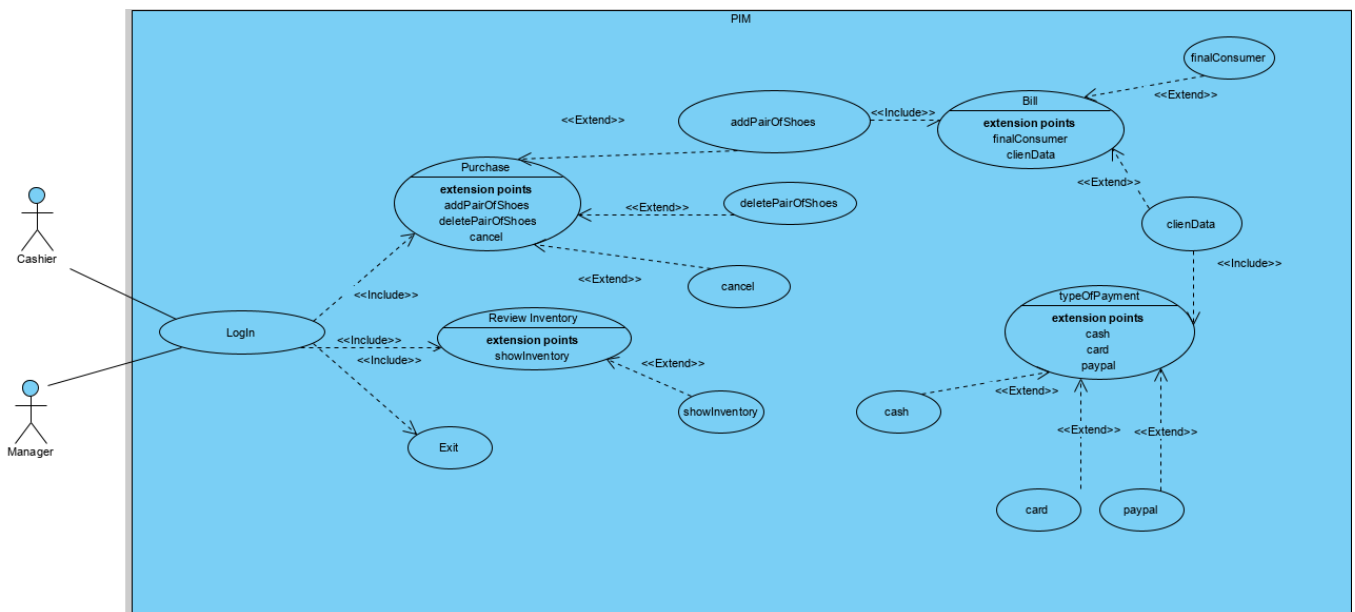 PIM
finalConsumer
<<Extend>>
Bill
extension points
finalConsumer
clienData
<<Include>>
addPairOfShoes
<<Extend>>
Purchase
extension points
addPairOfShoes
deletePairOfShoes
cancel
<<Extend>>
deletePairOfShoes
<<Extend>>
clienData
<<Extend>>
cancel
Cashier
<<Include>>
<<Include>>
LogIn
Review Inventory
extension points
showInventory
<<Include>>
<<Include>>
<<Extend>>
typeOfPayment
extension points
cash
card
paypal
showInventory
<<Extend>>
cash
Manager
Exit
<<Extend>>
<<Extend>>
card
paypal